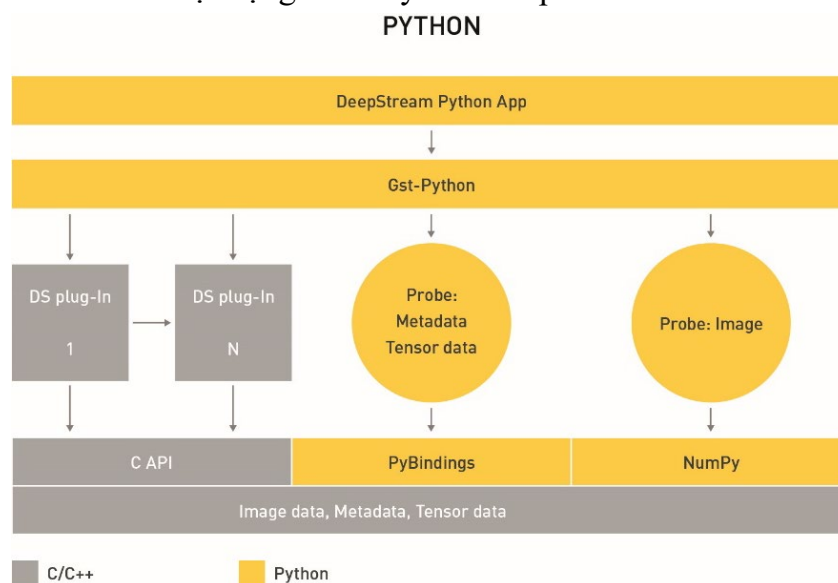 PYTHON
DeepStream Python App
Gst-Python
DS plug-In
1
DS plug-In
N
Probe:
Metadata
Tensor data
Probe: Image
C API
PyBindings
NumPy
Image data, Metadata, Tensor data
C/C++
Python